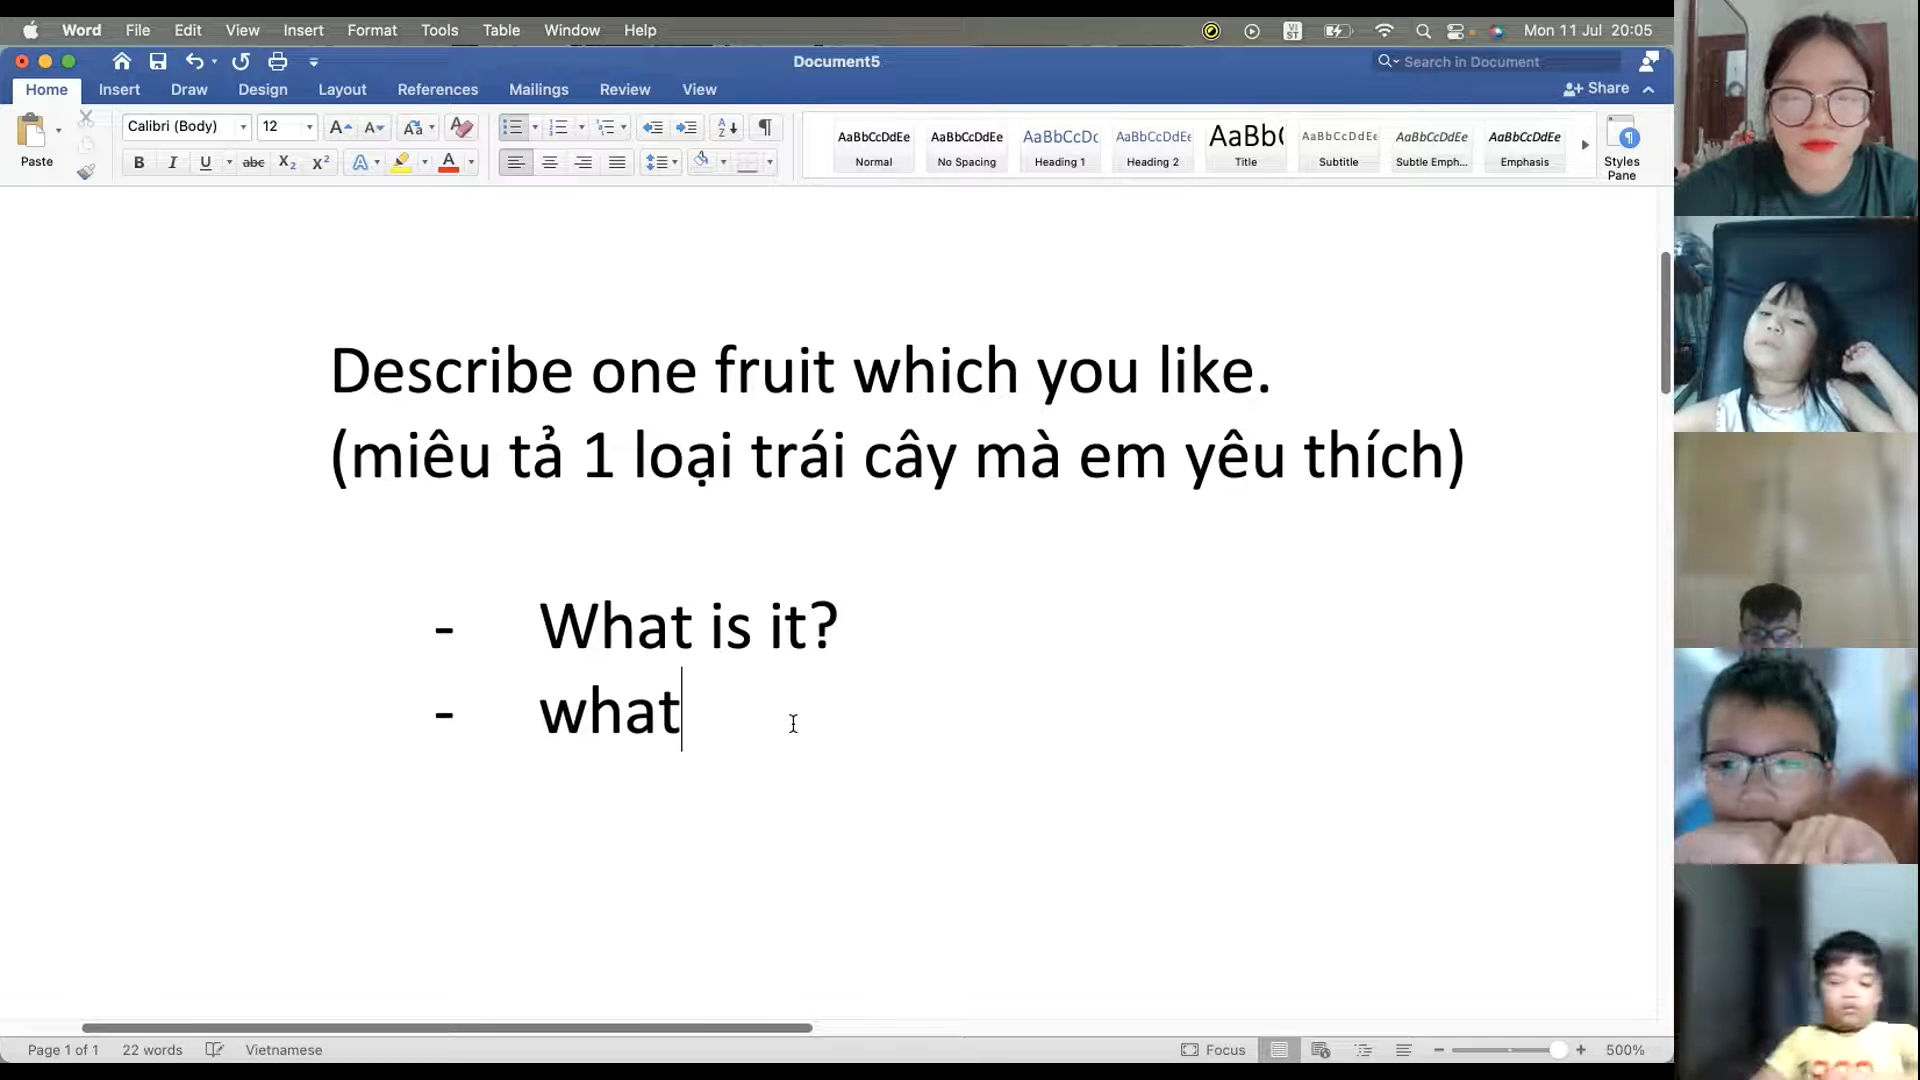 Word File Edit View Insert Format Tools Table Window Help Mon 11 Jul 20:05
Document5 Search in Document
Home Insert Draw Design Layout References Mailings Review View Share
Paste Calibri (Body) 12
AaBbCcDdEe AaBbCcDdEe AaBbCcDc AaBbCcDdEe AaBb( AaBbCcDdEe AaBbCcDdEe AaBbCcDdEe
Normal No Spacing Heading 1 Heading 2 Title Subtitle Subtle Emph... Emphasis Styles Pane
Describe one fruit which you like.
(miêu tả 1 loại trái cây mà em yêu thích)
- What is it?
- what
Page 1 of 1 22 words Vietnamese Focus 500%